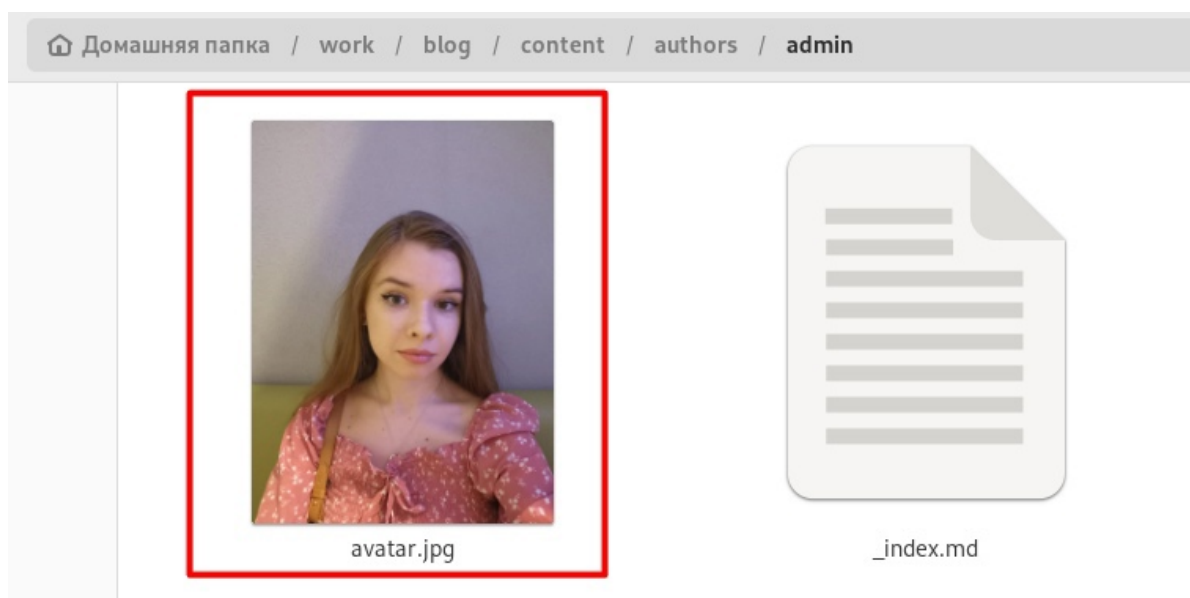 Домашняя папка / work / blog / content / authors / admin
avatar.jpg
_index.md